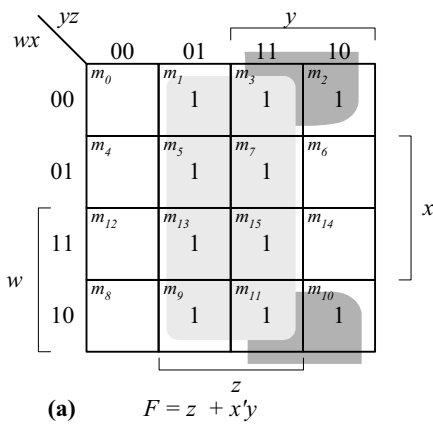 yz
wx
y
00 01 11 10
m0 m1 m3 m2
00 1 1 1
m4 m5 m7 m6
01 1 1
x
m12 m13 m15 m14
11 1 1
w
m8 m9 m11 m10
10 1 1 1
z
(a) F = z + x'y